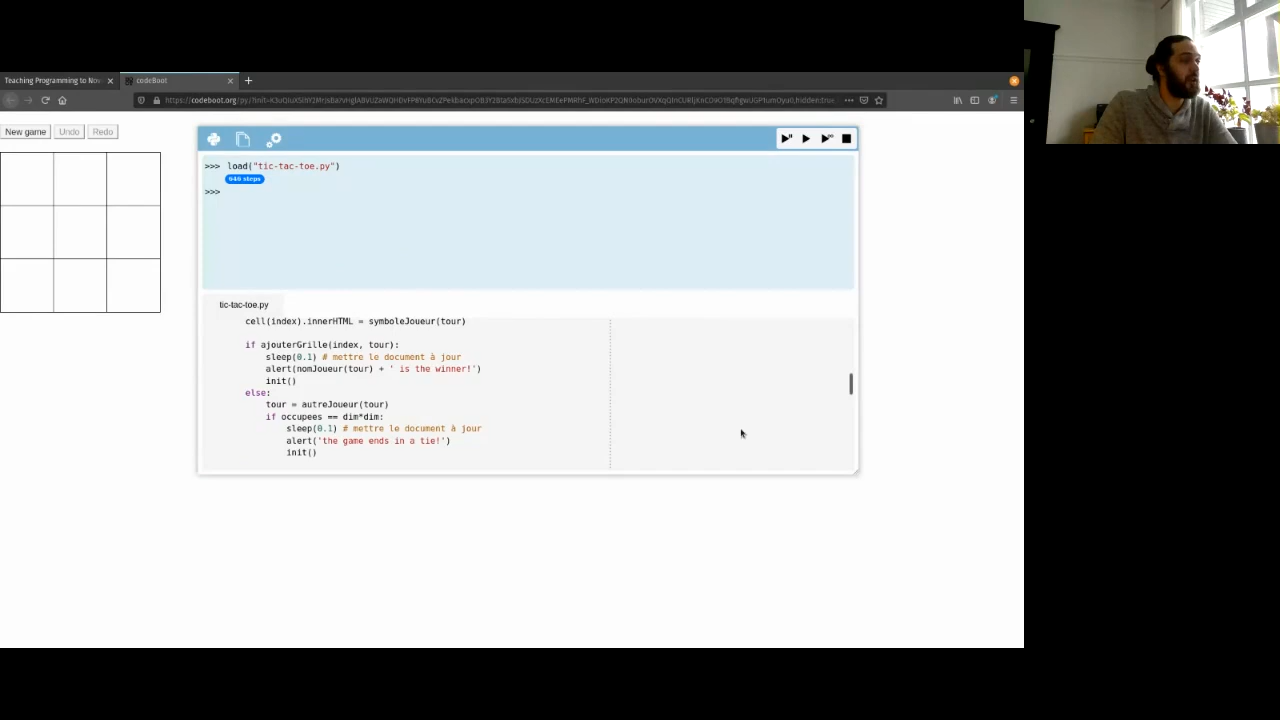 Teaching Programming to No
codeBoot
New game
Undo
Redo
>>> load("tic-tac-toe.py")
646 steps
>>>
tic-tac-toe.py
cell(index).innerHTML = symboleJoueur(tour)
if ajouterGrille(index, tour):
sleep(0.1) # mettre le document à jour
alert(nomJoueur(tour) + ' is the winner!')
init()
else:
tour = autreJoueur(tour)
if occupees == dim*dim:
sleep(0.1) # mettre le document à jour
alert('the game ends in a tie!')
init()